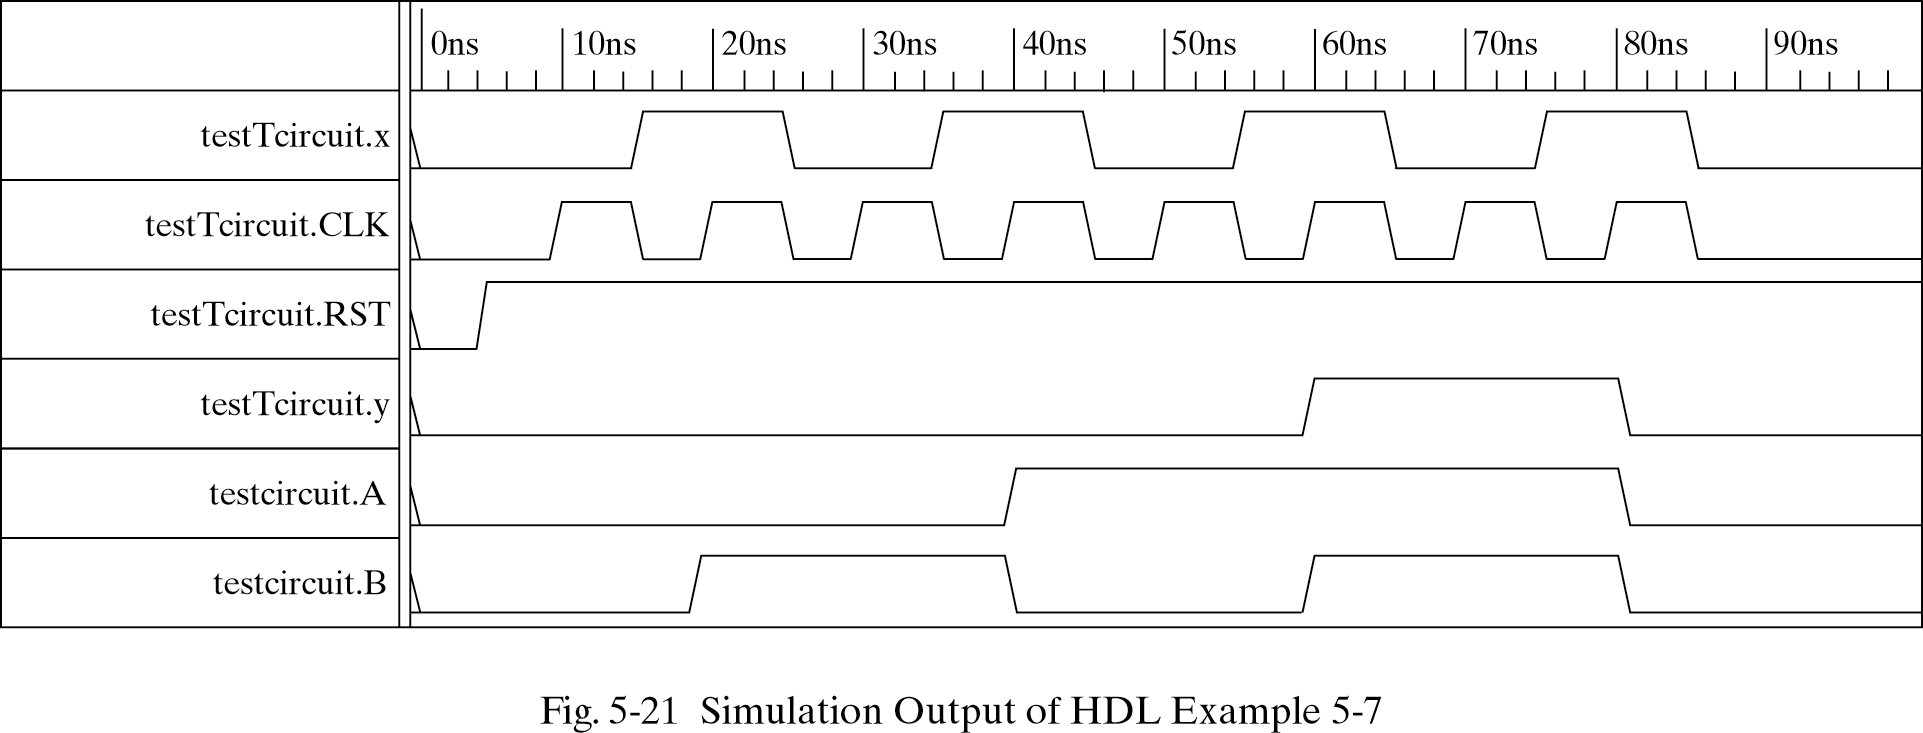 0ns 10ns 20ns 30ns 40ns 50ns 60ns 70ns 80ns 90ns
testTcircuit.x
testTcircuit.CLK
testTcircuit.RST
testTcircuit.y
testcircuit.A
testcircuit.B
Fig. 5-21 Simulation Output of HDL Example 5-7